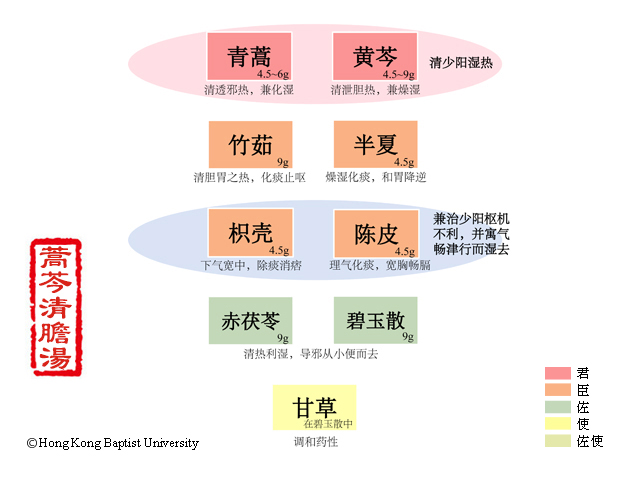 青蒿
4.5~6g
清透邪热，兼化湿
黄芩
4.5~9g
清泄胆热，兼燥湿
清少阳湿热
竹茹
9g
清胆胃之热，化痰止呕
半夏
4.5g
燥湿化痰，和胃降逆
枳壳
4.5g
下气宽中，除痰消痞
陈皮
4.5g
理气化痰，宽胸畅膈
兼治少阳枢机
不利，并寓气
畅津行而湿去
赤茯苓
9g
碧玉散
9g
清热利湿，导邪从小便而去
甘草
在碧玉散中
调和药性
蒿芩清膽湯
君
臣
佐
使
佐使
©Hong Kong Baptist University